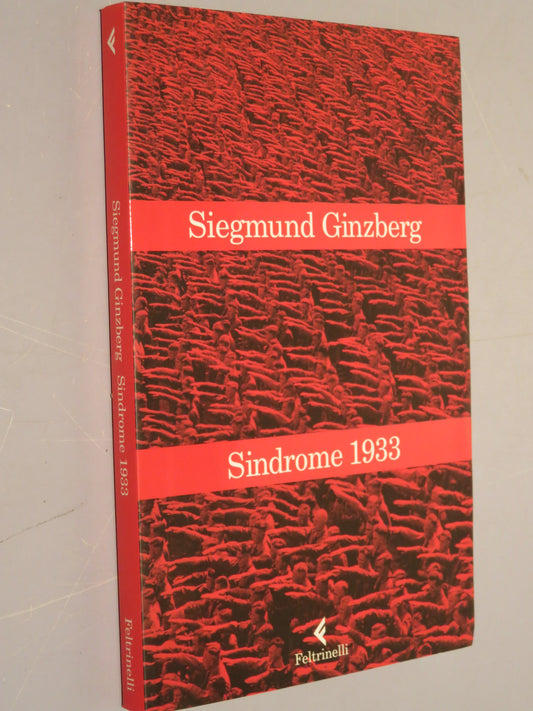 Siegmund Ginzberg
Sindrome 1933
Feltrinelli
Siegmund Ginzberg Sindrome 1933
Feltrinelli